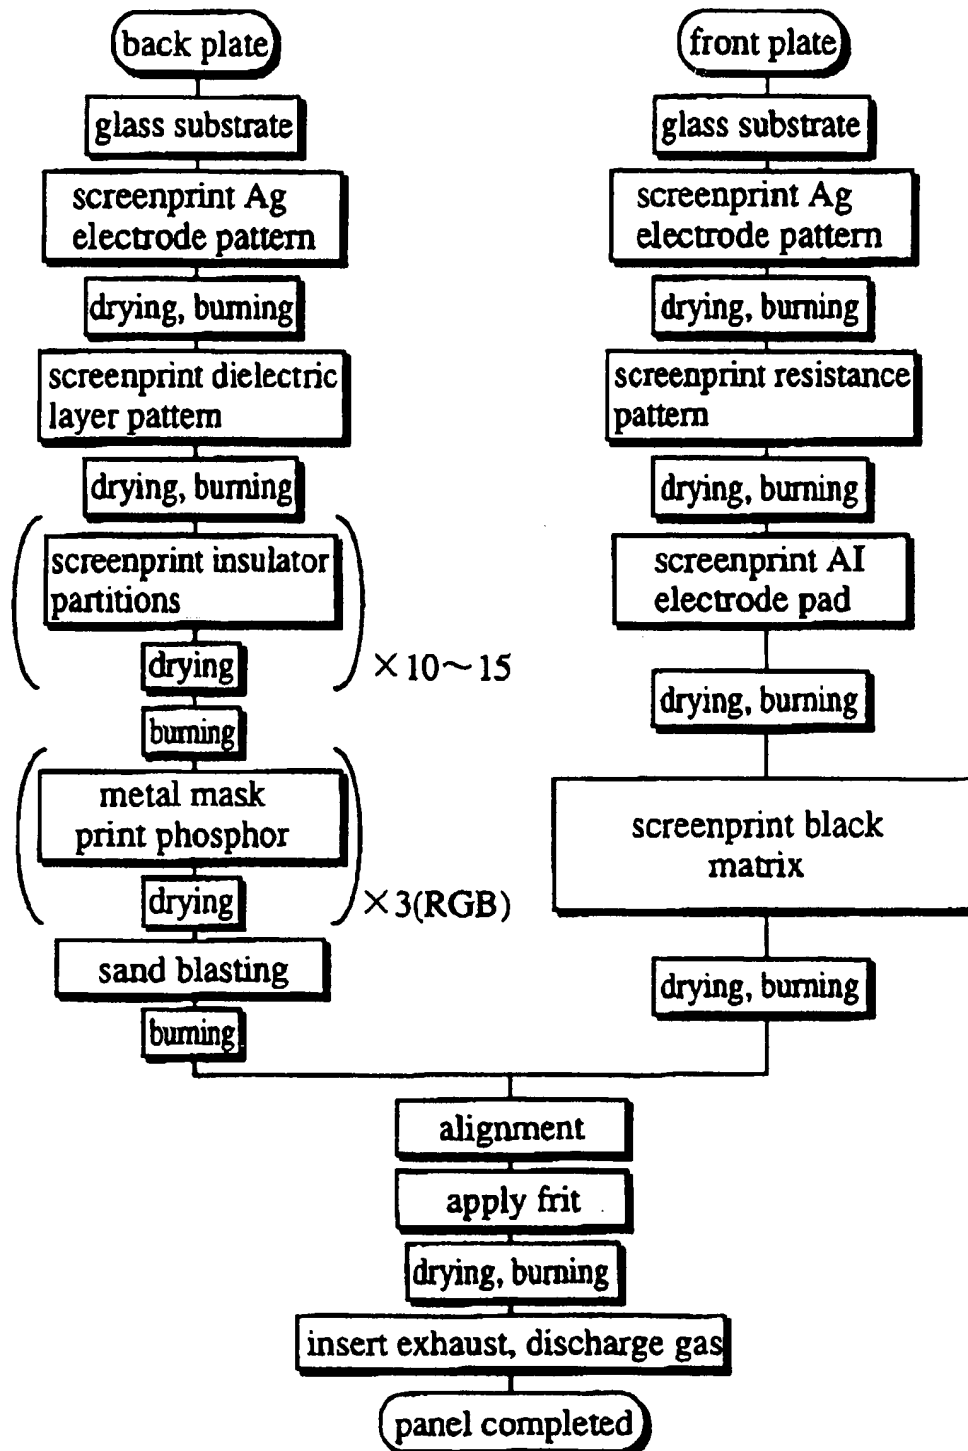 back plate
glass substrate
screenprint Ag
electrode pattern
drying, burning
screenprint dielectric
layer pattern
drying, burning
screenprint insulator
partitions
drying
×10~15
burning
metal mask
print phosphor
drying
×3(RGB)
sand blasting
burning
front plate
glass substrate
screenprint Ag
electrode pattern
drying, burning
screenprint resistance
pattern
drying, burning
screenprint AI
electrode pad
drying, burning
screenprint black
matrix
drying, burning
alignment
apply frit
drying, burning
insert exhaust, discharge gas
panel completed